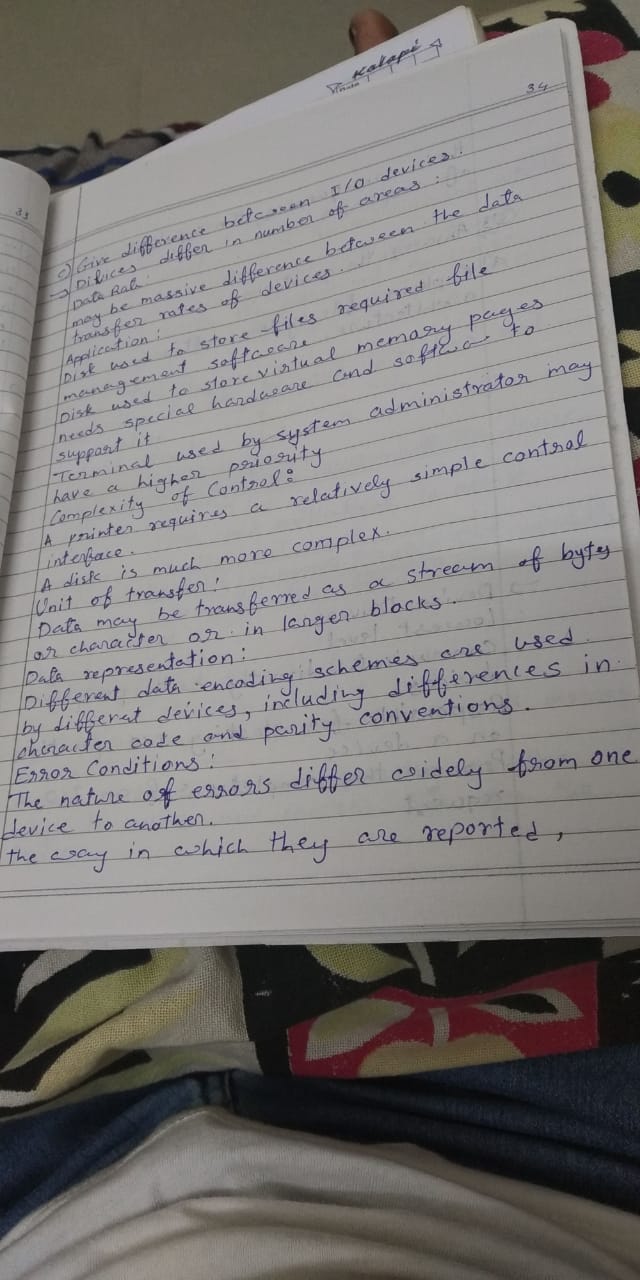 Kalapi
34
33
c) Give difference between I/O devices.
→ Divices differ in number of areas :
Data Rate
may be massive difference between the data
transfer rates of devices.
Application :
Disk used to store files required file
management software
Disk used to store virtual memory pages
needs special hardware and software to
support it
Terminal used by system administrator may
have a higher priority
Complexity of Control :
A printer requires a relatively simple control
interface.
A disk is much more complex.
Unit of transfer :
Data may be transferred as a stream of bytes
or character or in larger blocks.
Data representation :
Different data encoding schemes are used
by differat devices, including differences in
character code and parity conventions.
Error Conditions :
The nature of errors differ widely from one
device to another.
the way in which they are reported,